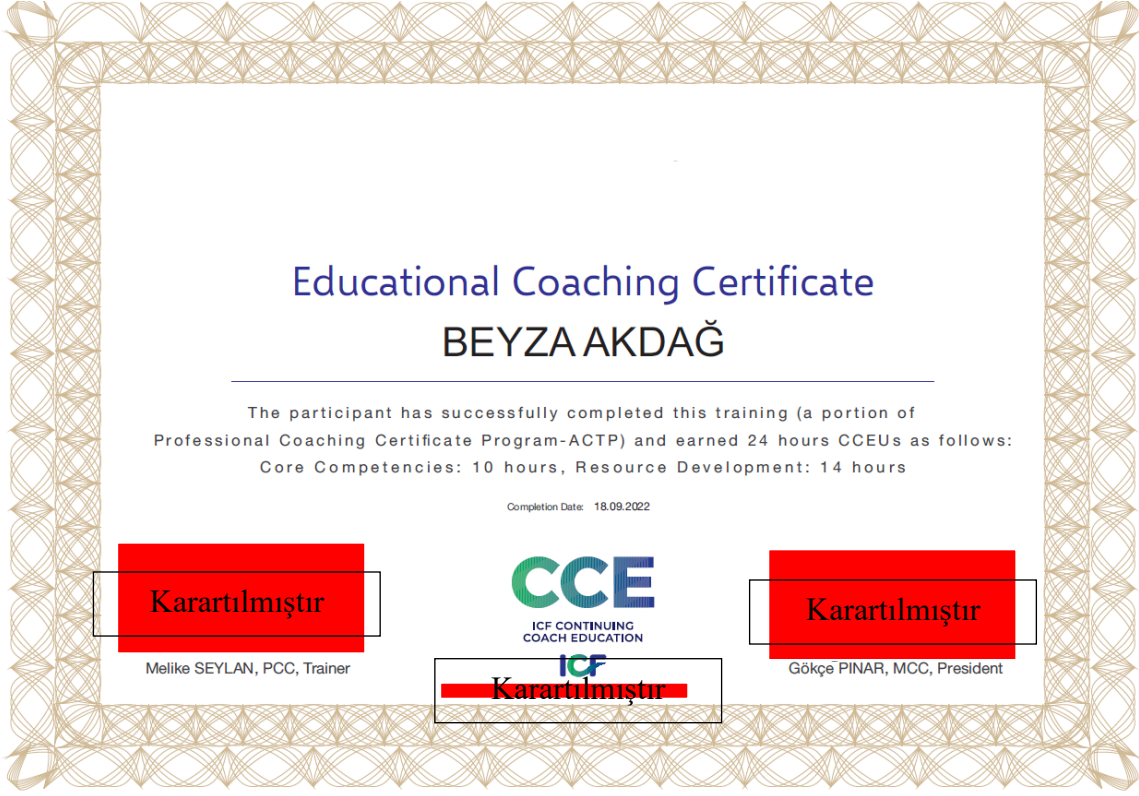 Educational Coaching Certificate
BEYZA AKDAĞ
The participant has successfully completed this training (a portion of
Professional Coaching Certificate Program-ACTP) and earned 24 hours CCEUs as follows:
Core Competencies: 10 hours, Resource Development: 14 hours
Completion Date: 18.09.2022
Karartılmıştır
Melike SEYLAN, PCC, Trainer
CCE
ICF CONTINUING
COACH EDUCATION
ICF
Karartılmıştır
Karartılmıştır
Gökçe PINAR, MCC, President